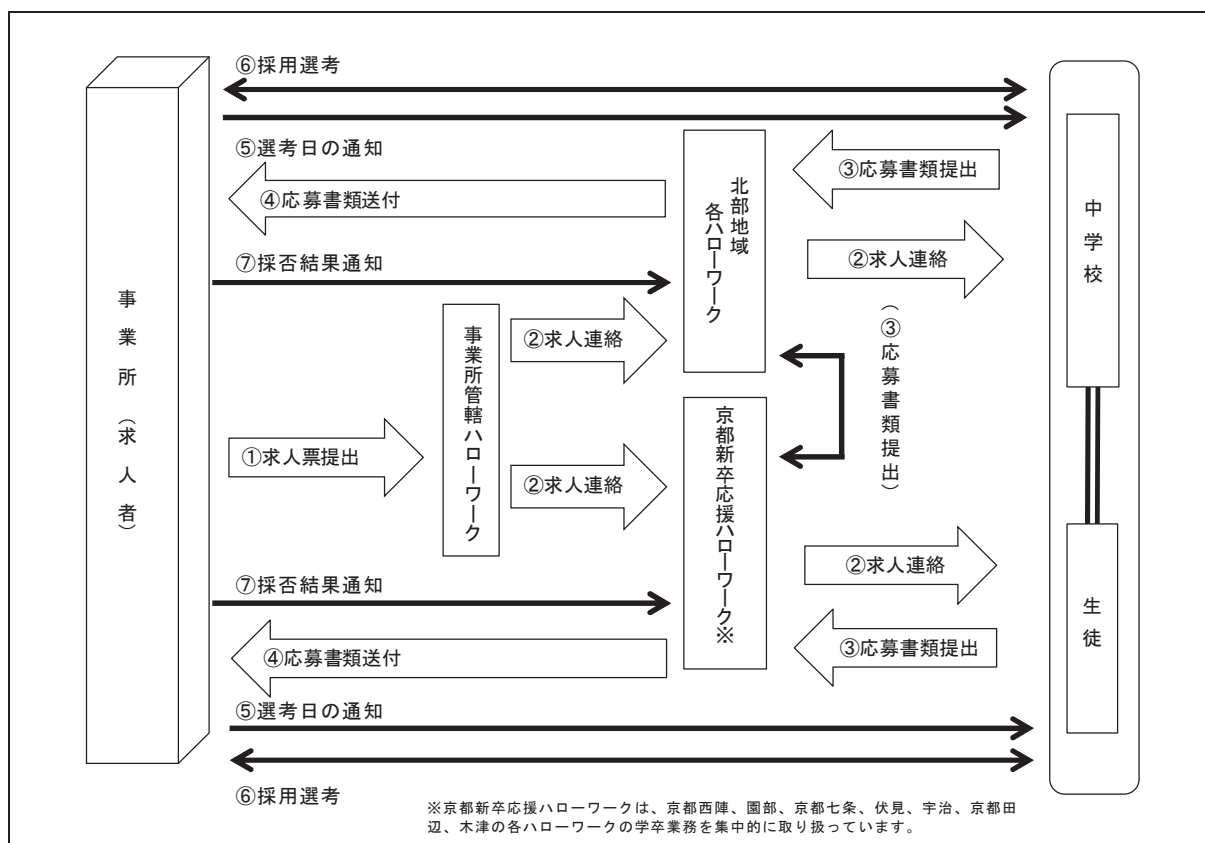 ⑥採用選考
⑤選考日の通知
③応募書類提出
④応募書類送付
北部地域
各ハローワーク
②求人連絡
中学校
⑦採否結果通知
事業所（求人者）
事業所管轄ハローワーク
②求人連絡
（③応募書類提出）
①求人票提出
②求人連絡
京都新卒応援ハローワーク※
②求人連絡
⑦採否結果通知
生徒
④応募書類送付
③応募書類提出
⑤選考日の通知
⑥採用選考
※京都新卒応援ハローワークは、京都西陣、園部、京都七条、伏見、宇治、京都田
辺、木津の各ハローワークの学卒業務を集中的に取り扱っています。